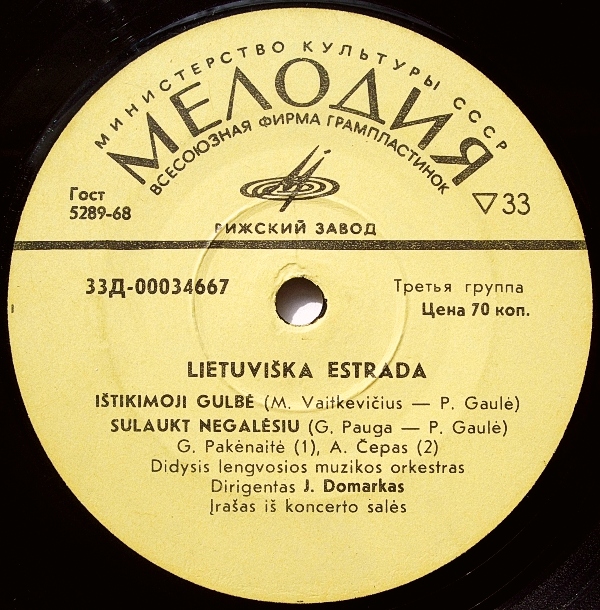 МИНИСТЕРСТВО КУЛЬТУРЫ СССР
МЕЛОДИЯ
ВСЕСОЮЗНАЯ ФИРМА ГРАМПЛАСТИНОК
Гост
5289-68
▽33
РИЖСКИЙ ЗАВОД
33Д-00034667
Третья группа
Цена 70 коп.
LIETUVIŠKA ESTRADA
IŠTIKIMOJI GULBĖ (M. Vaitkevičius — P. Gaulė)
SULAUKT NEGALĖSIU (G. Pauga — P. Gaulė)
G. Pakėnaitė (1), A. Čepas (2)
Didysis lengvosios muzikos orkestras
Dirigentas J. Domarkas
Įrašas iš koncerto salės